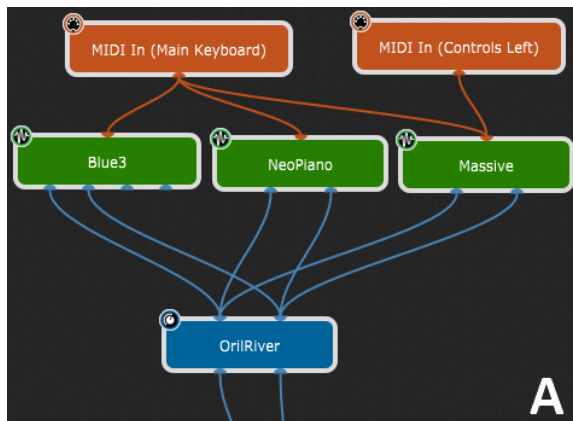 MIDI In (Main Keyboard)
MIDI In (Controls Left)
Blue3
NeoPiano
Massive
OrilRiver
A